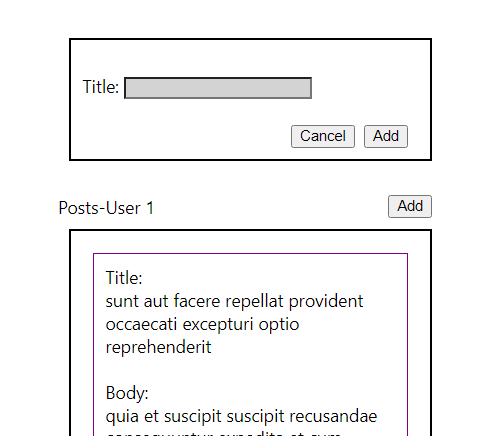 Title:
Cancel Add
Posts-User 1 Add
Title:
sunt aut facere repellat provident
occaecati excepturi optio
reprehenderit
Body:
quia et suscipit suscipit recusandae